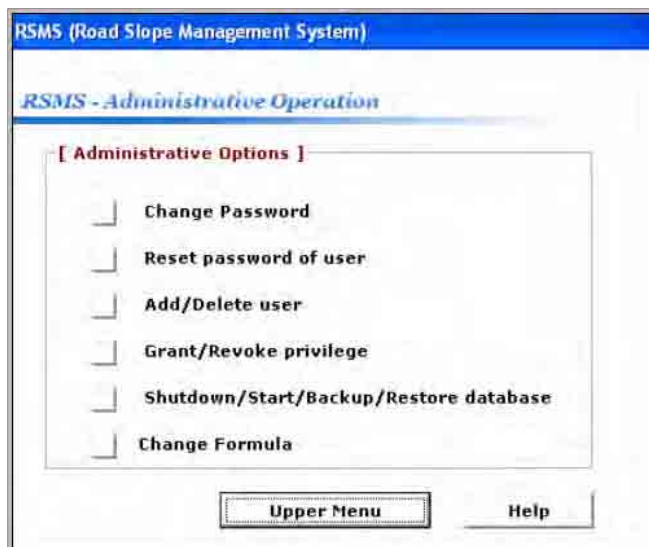 RSMS (Road Slope Management System)
RSMS - Administrative Operation
[ Administrative Options ]
Change Password
Reset password of user
Add/Delete user
Grant/Revoke privilege
Shutdown/Start/Backup/Restore database
Change Formula
Upper Menu Help